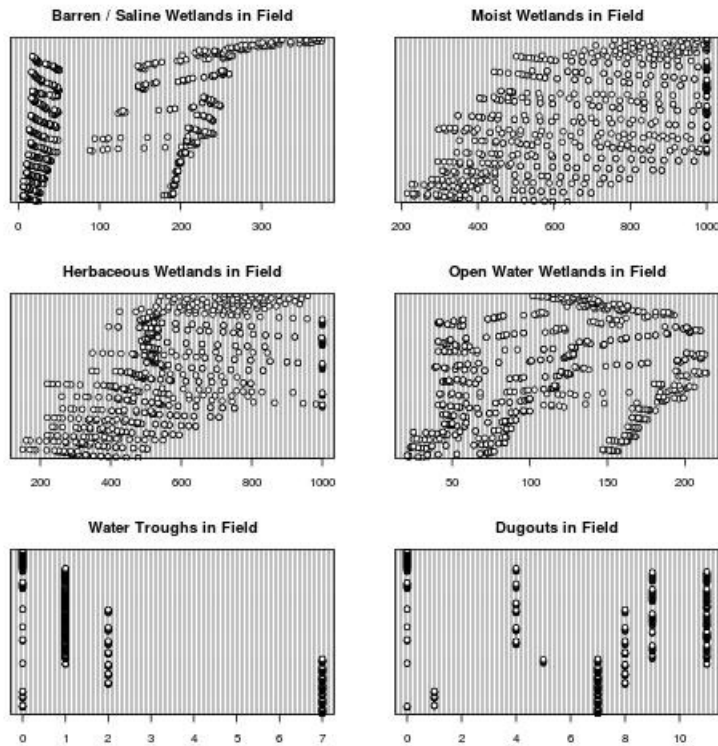 Barren / Saline Wetlands in Field
Moist Wetlands in Field
0 100 200 300
200 400 600 800 1000
Herbaceous Wetlands in Field
Open Water Wetlands in Field
200 400 600 800 1000
50 100 150 200
Water Troughs in Field
Dugouts in Field
0 1 2 3 4 5 6 7
0 2 4 6 8 10